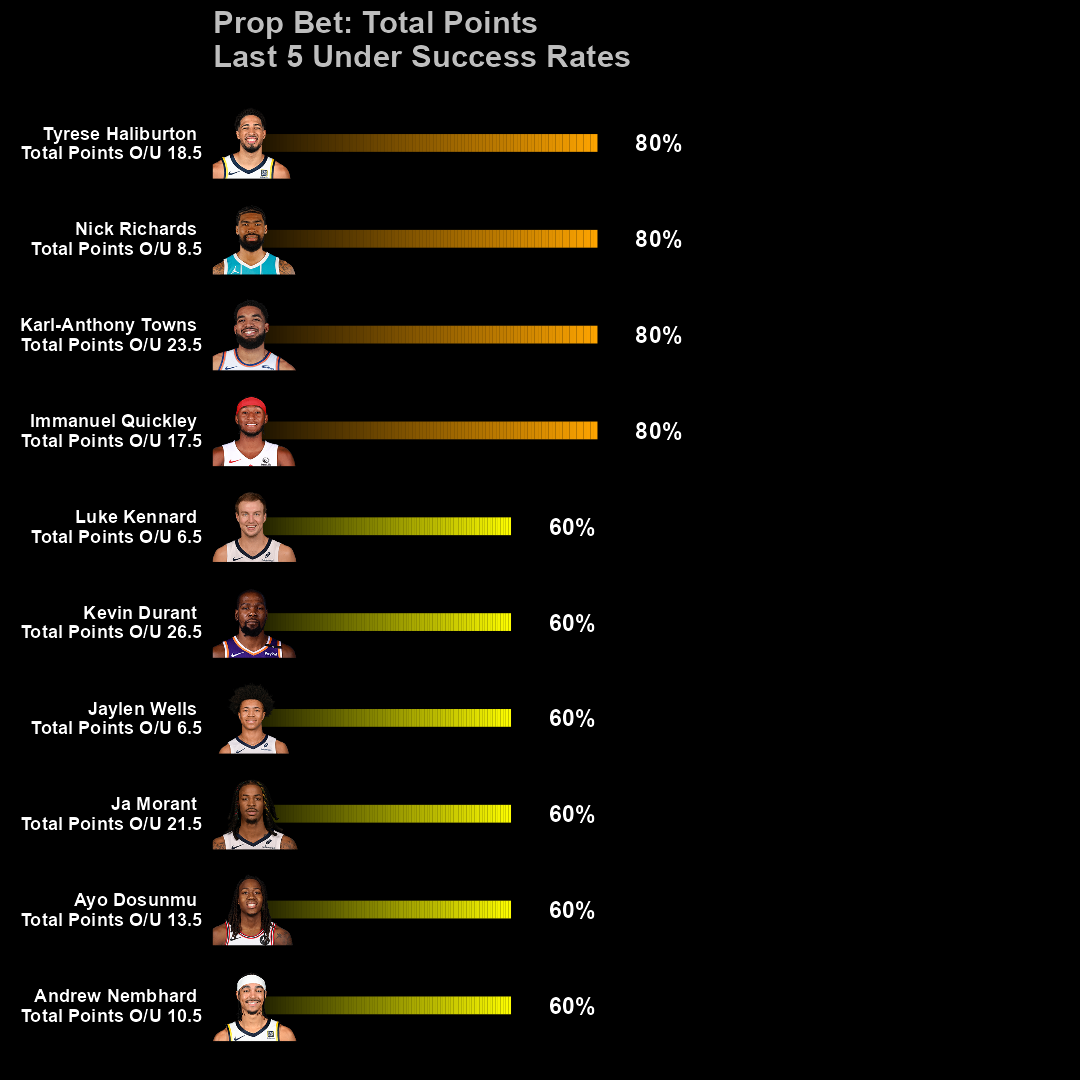 Prop Bet: Total Points
Last 5 Under Success Rates
Tyrese Haliburton
Total Points O/U 18.5
80%
Nick Richards
Total Points O/U 8.5
80%
Karl-Anthony Towns
Total Points O/U 23.5
80%
Immanuel Quickley
Total Points O/U 17.5
80%
Luke Kennard
Total Points O/U 6.5
60%
Kevin Durant
Total Points O/U 26.5
60%
Jaylen Wells
Total Points O/U 6.5
60%
Ja Morant
Total Points O/U 21.5
60%
Ayo Dosunmu
Total Points O/U 13.5
60%
Andrew Nembhard
Total Points O/U 10.5
60%